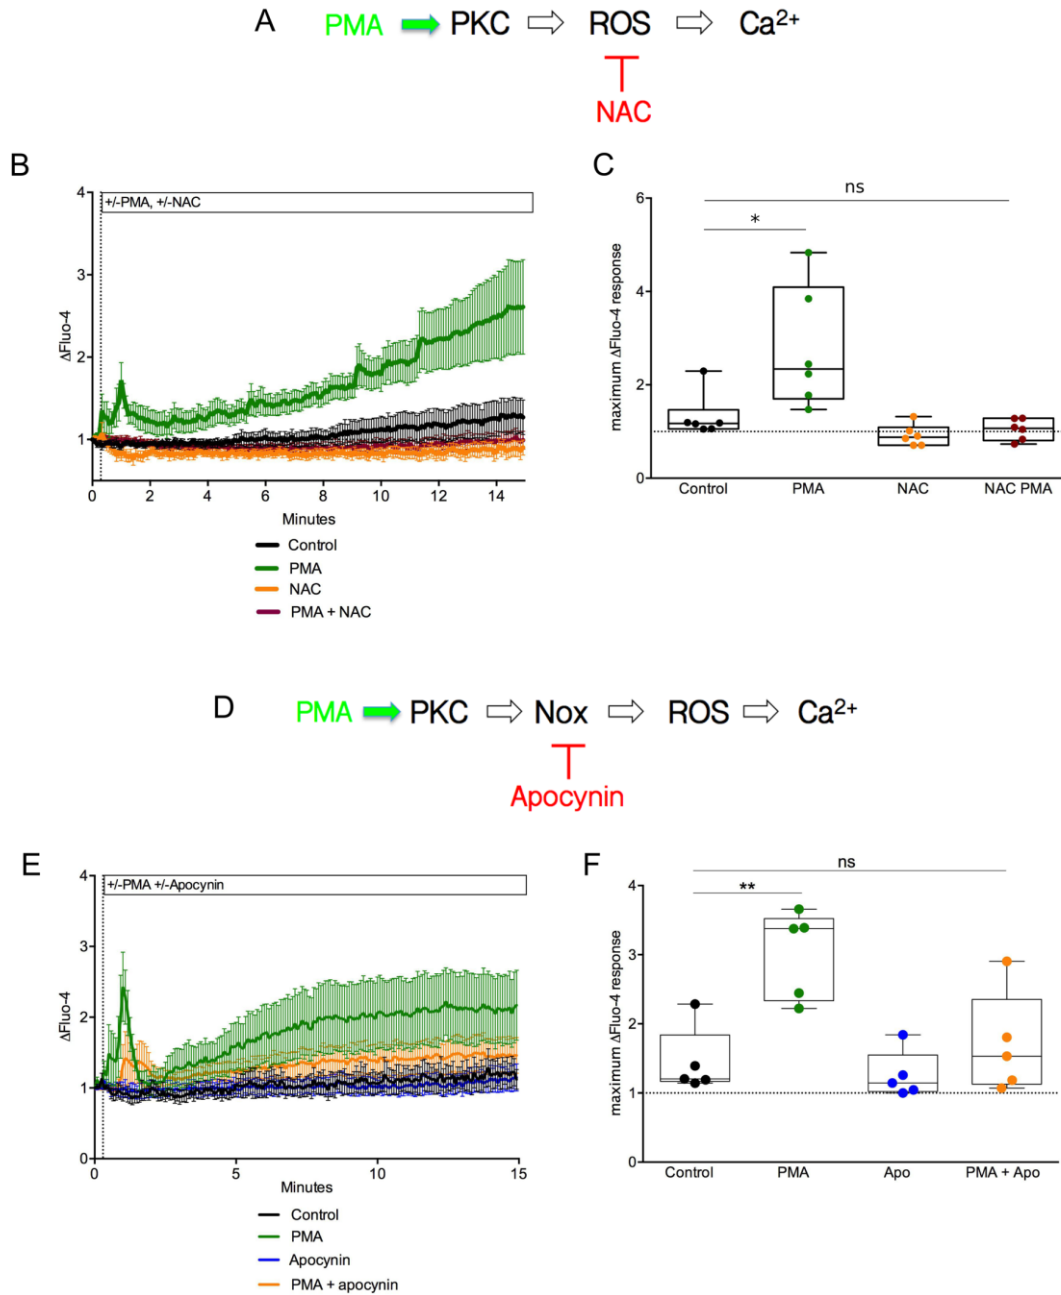 A
PMA PKC ROS Ca²⁺
NAC
B
+/-PMA, +/-NAC
4
3
2
1
ΔFluo-4
0 2 4 6 8 10 12 14
Minutes
Control
PMA
NAC
PMA + NAC
C
ns
*
6
4
2
0
maximum ΔFluo-4 response
Control PMA NAC NAC PMA
D
PMA PKC Nox ROS Ca²⁺
Apocynin
E
+/-PMA +/-Apocynin
4
3
2
1
0
ΔFluo-4
0 5 10 15
Minutes
Control
PMA
Apocynin
PMA + apocynin
F
ns
**
4
3
2
1
0
maximum ΔFluo-4 response
Control PMA Apo PMA + Apo